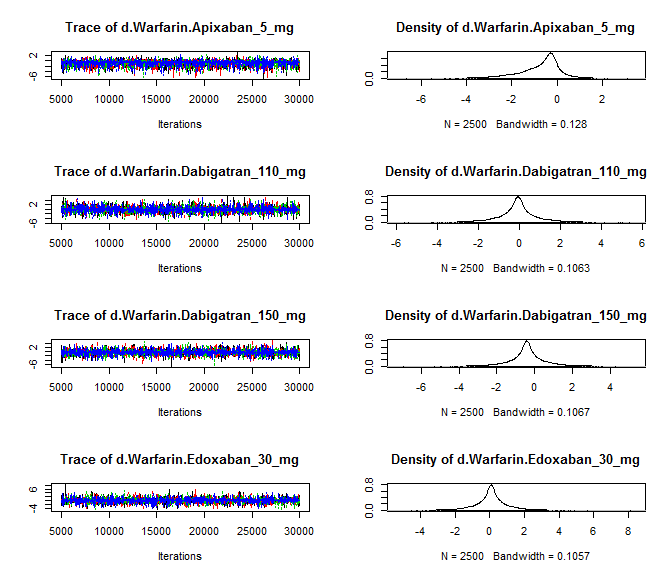 Trace of d.Warfarin.Apixaban_5_mg
-6 2
5000 10000 15000 20000 25000 30000
Iterations
Density of d.Warfarin.Apixaban_5_mg
0.0
-6 -4 -2 0 2
N = 2500 Bandwidth = 0.128
Trace of d.Warfarin.Dabigatran_110_mg
-6 2
5000 10000 15000 20000 25000 30000
Iterations
Density of d.Warfarin.Dabigatran_110_mg
0.0 0.8
-6 -4 -2 0 2 4 6
N = 2500 Bandwidth = 0.1063
Trace of d.Warfarin.Dabigatran_150_mg
-6 2
5000 10000 15000 20000 25000 30000
Iterations
Density of d.Warfarin.Dabigatran_150_mg
0.0 0.8
-6 -4 -2 0 2 4
N = 2500 Bandwidth = 0.1067
Trace of d.Warfarin.Edoxaban_30_mg
-4 6
5000 10000 15000 20000 25000 30000
Iterations
Density of d.Warfarin.Edoxaban_30_mg
0.0 0.8
-4 -2 0 2 4 6 8
N = 2500 Bandwidth = 0.1057